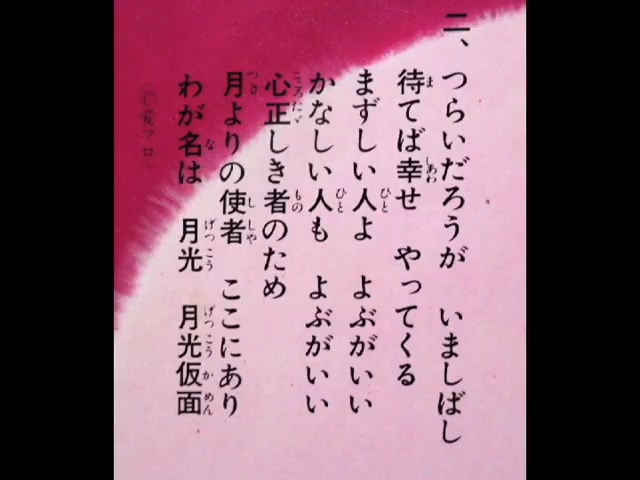 二、つらいだろうが　いましばし
待てば幸せ　やってくる
まずしい人よ　よぶがいい
かなしい人も　よぶがいい
心正しき者のため
月よりの使者　ここにあり
わが名は　月光　月光仮面